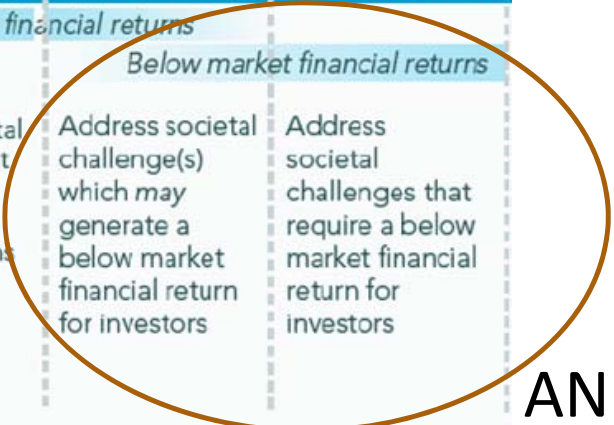 financial returns
Below market financial returns
Address societal
challenge(s)
which may
generate a
below market
financial return
for investors
Address
societal
challenges that
require a below
market financial
return for
investors
AN